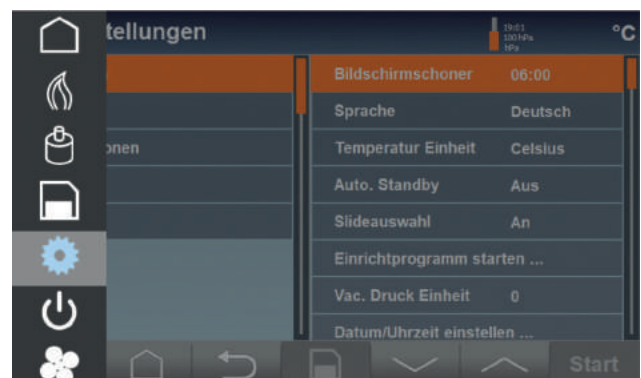 tellungen
19:01
100 hPa
hPa
°C
onen
Bildschirmschoner 06:00
Sprache Deutsch
Temperatur Einheit Celsius
Auto. Standby Aus
Slideauswahl An
Einrichtprogramm starten ...
Vac. Druck Einheit 0
Datum/Uhrzeit einstellen ...
Start